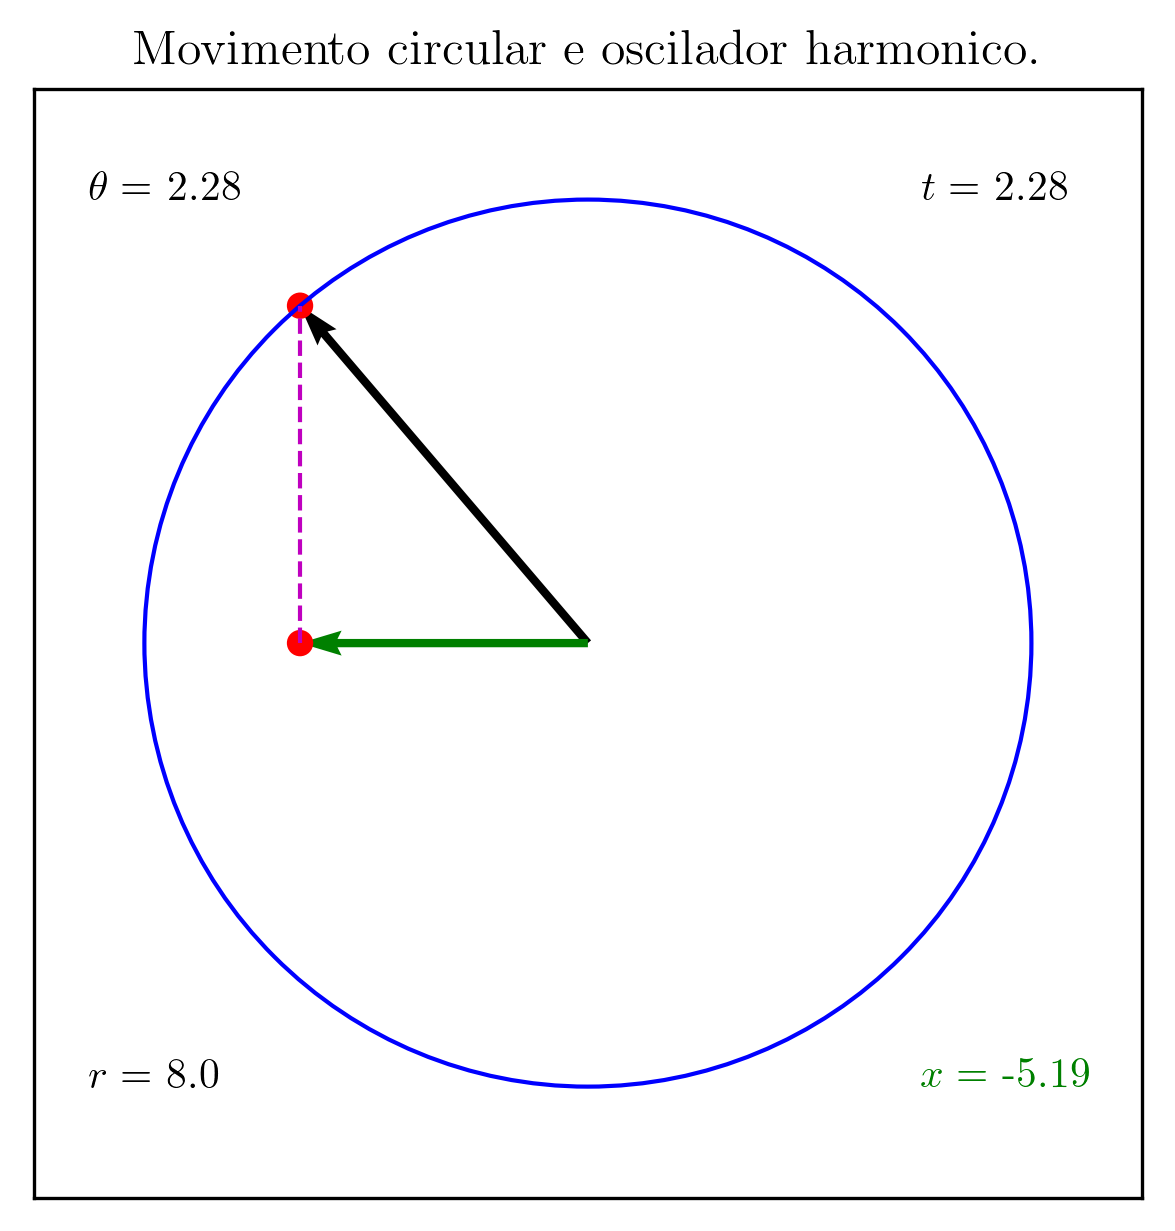 Movimento circular e oscilador harmonico.
θ = 2.28
t = 2.28
r = 8.0
x = -5.19